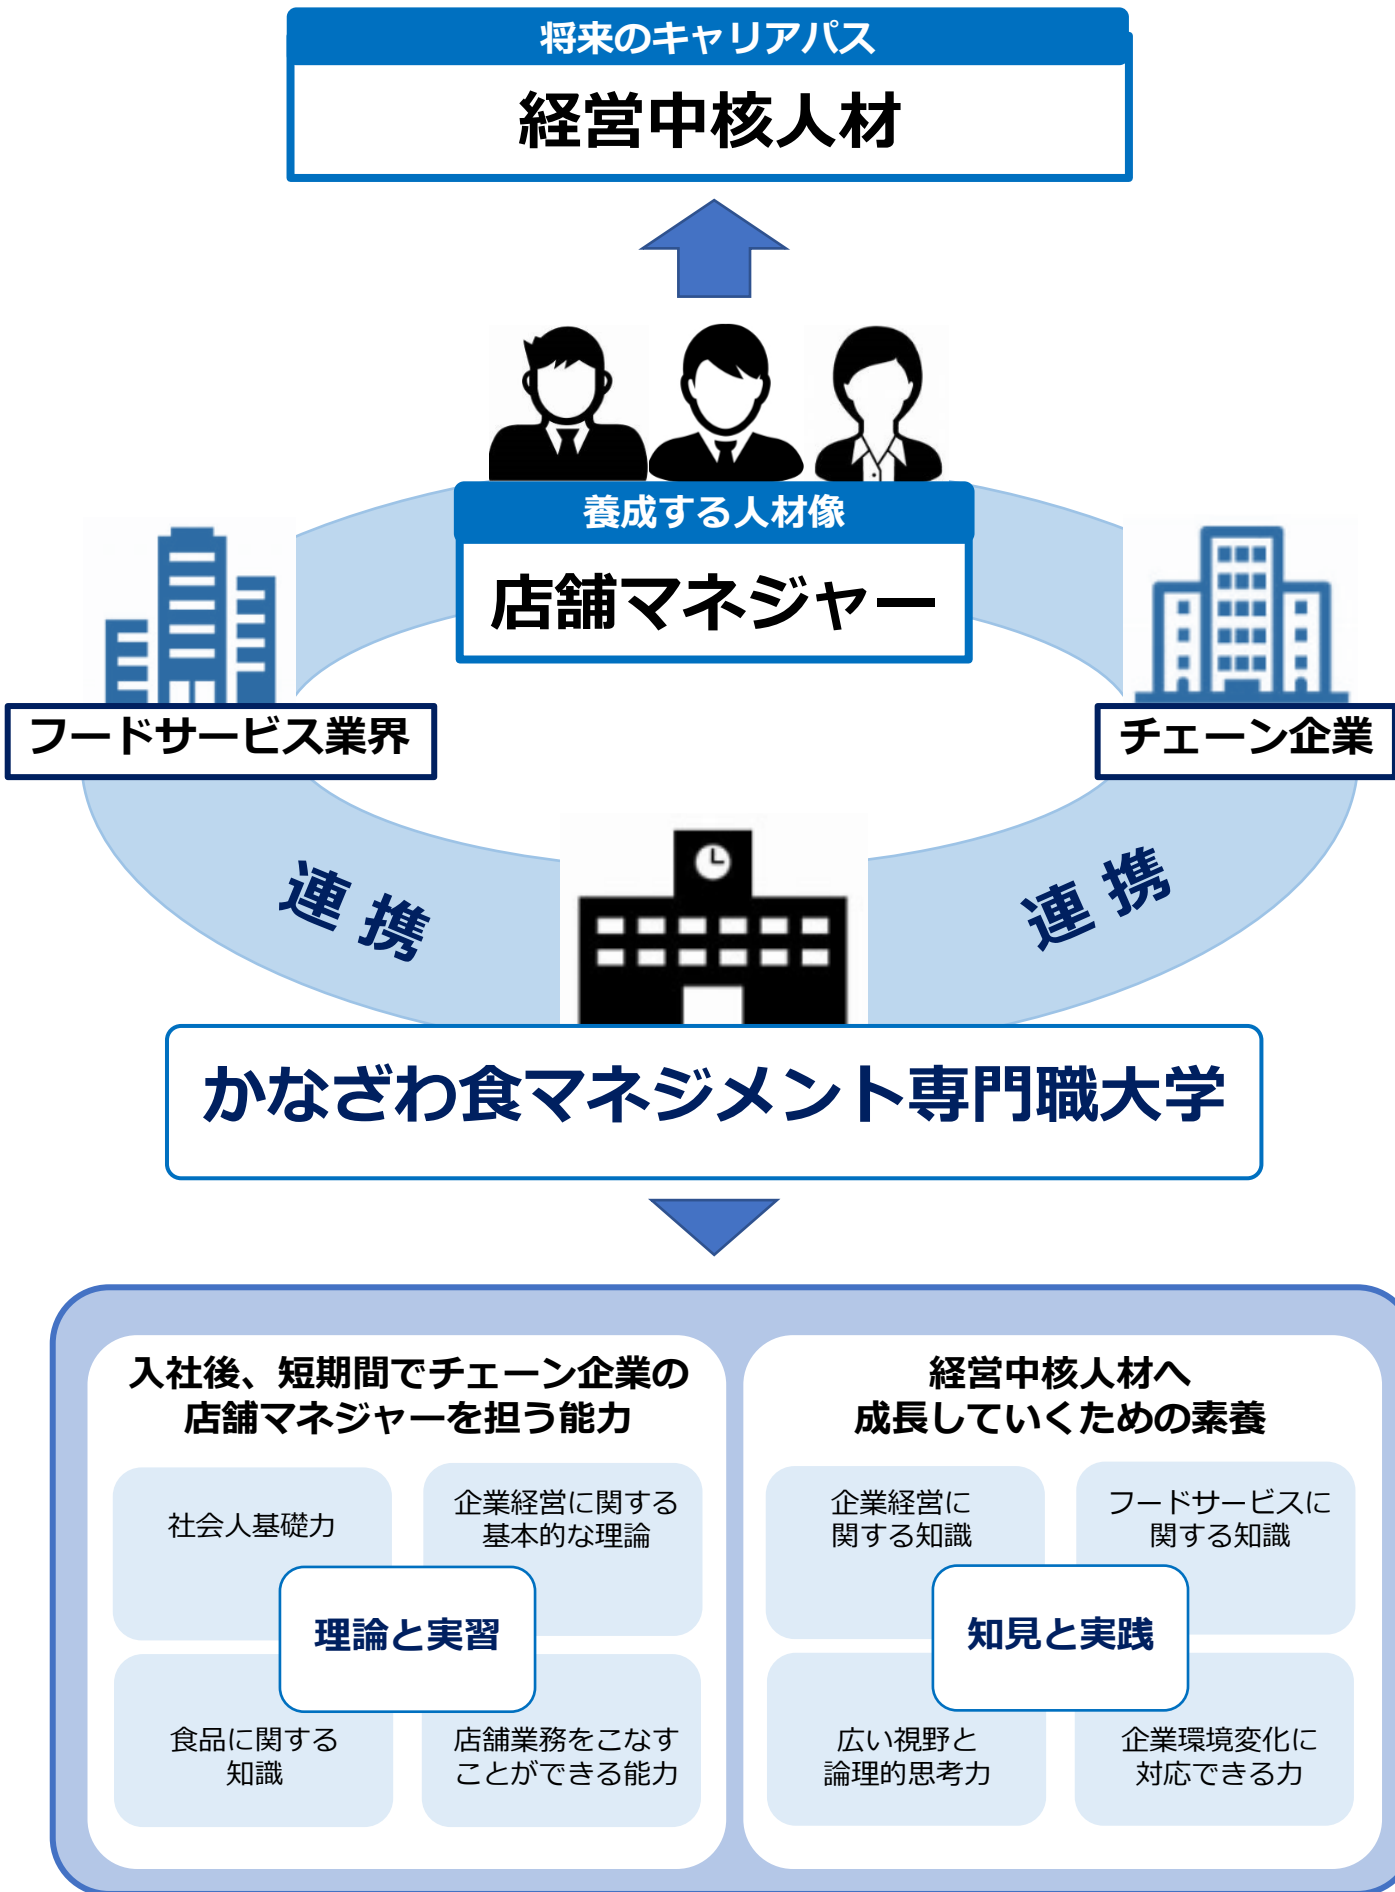 将来のキャリアパス
経営中核人材
養成する人材像
店舗マネジャー
フードサービス業界
チェーン企業
連携
連携
かなざわ食マネジメント専門職大学
入社後、短期間でチェーン企業の
店舗マネジャーを担う能力
社会人基礎力
企業経営に関する
基本的な理論
理論と実習
食品に関する
知識
店舗業務をこなす
ことができる能力
経営中核人材へ
成長していくための素養
企業経営に
関する知識
フードサービスに
関する知識
知見と実践
広い視野と
論理的思考力
企業環境変化に
対応できる力